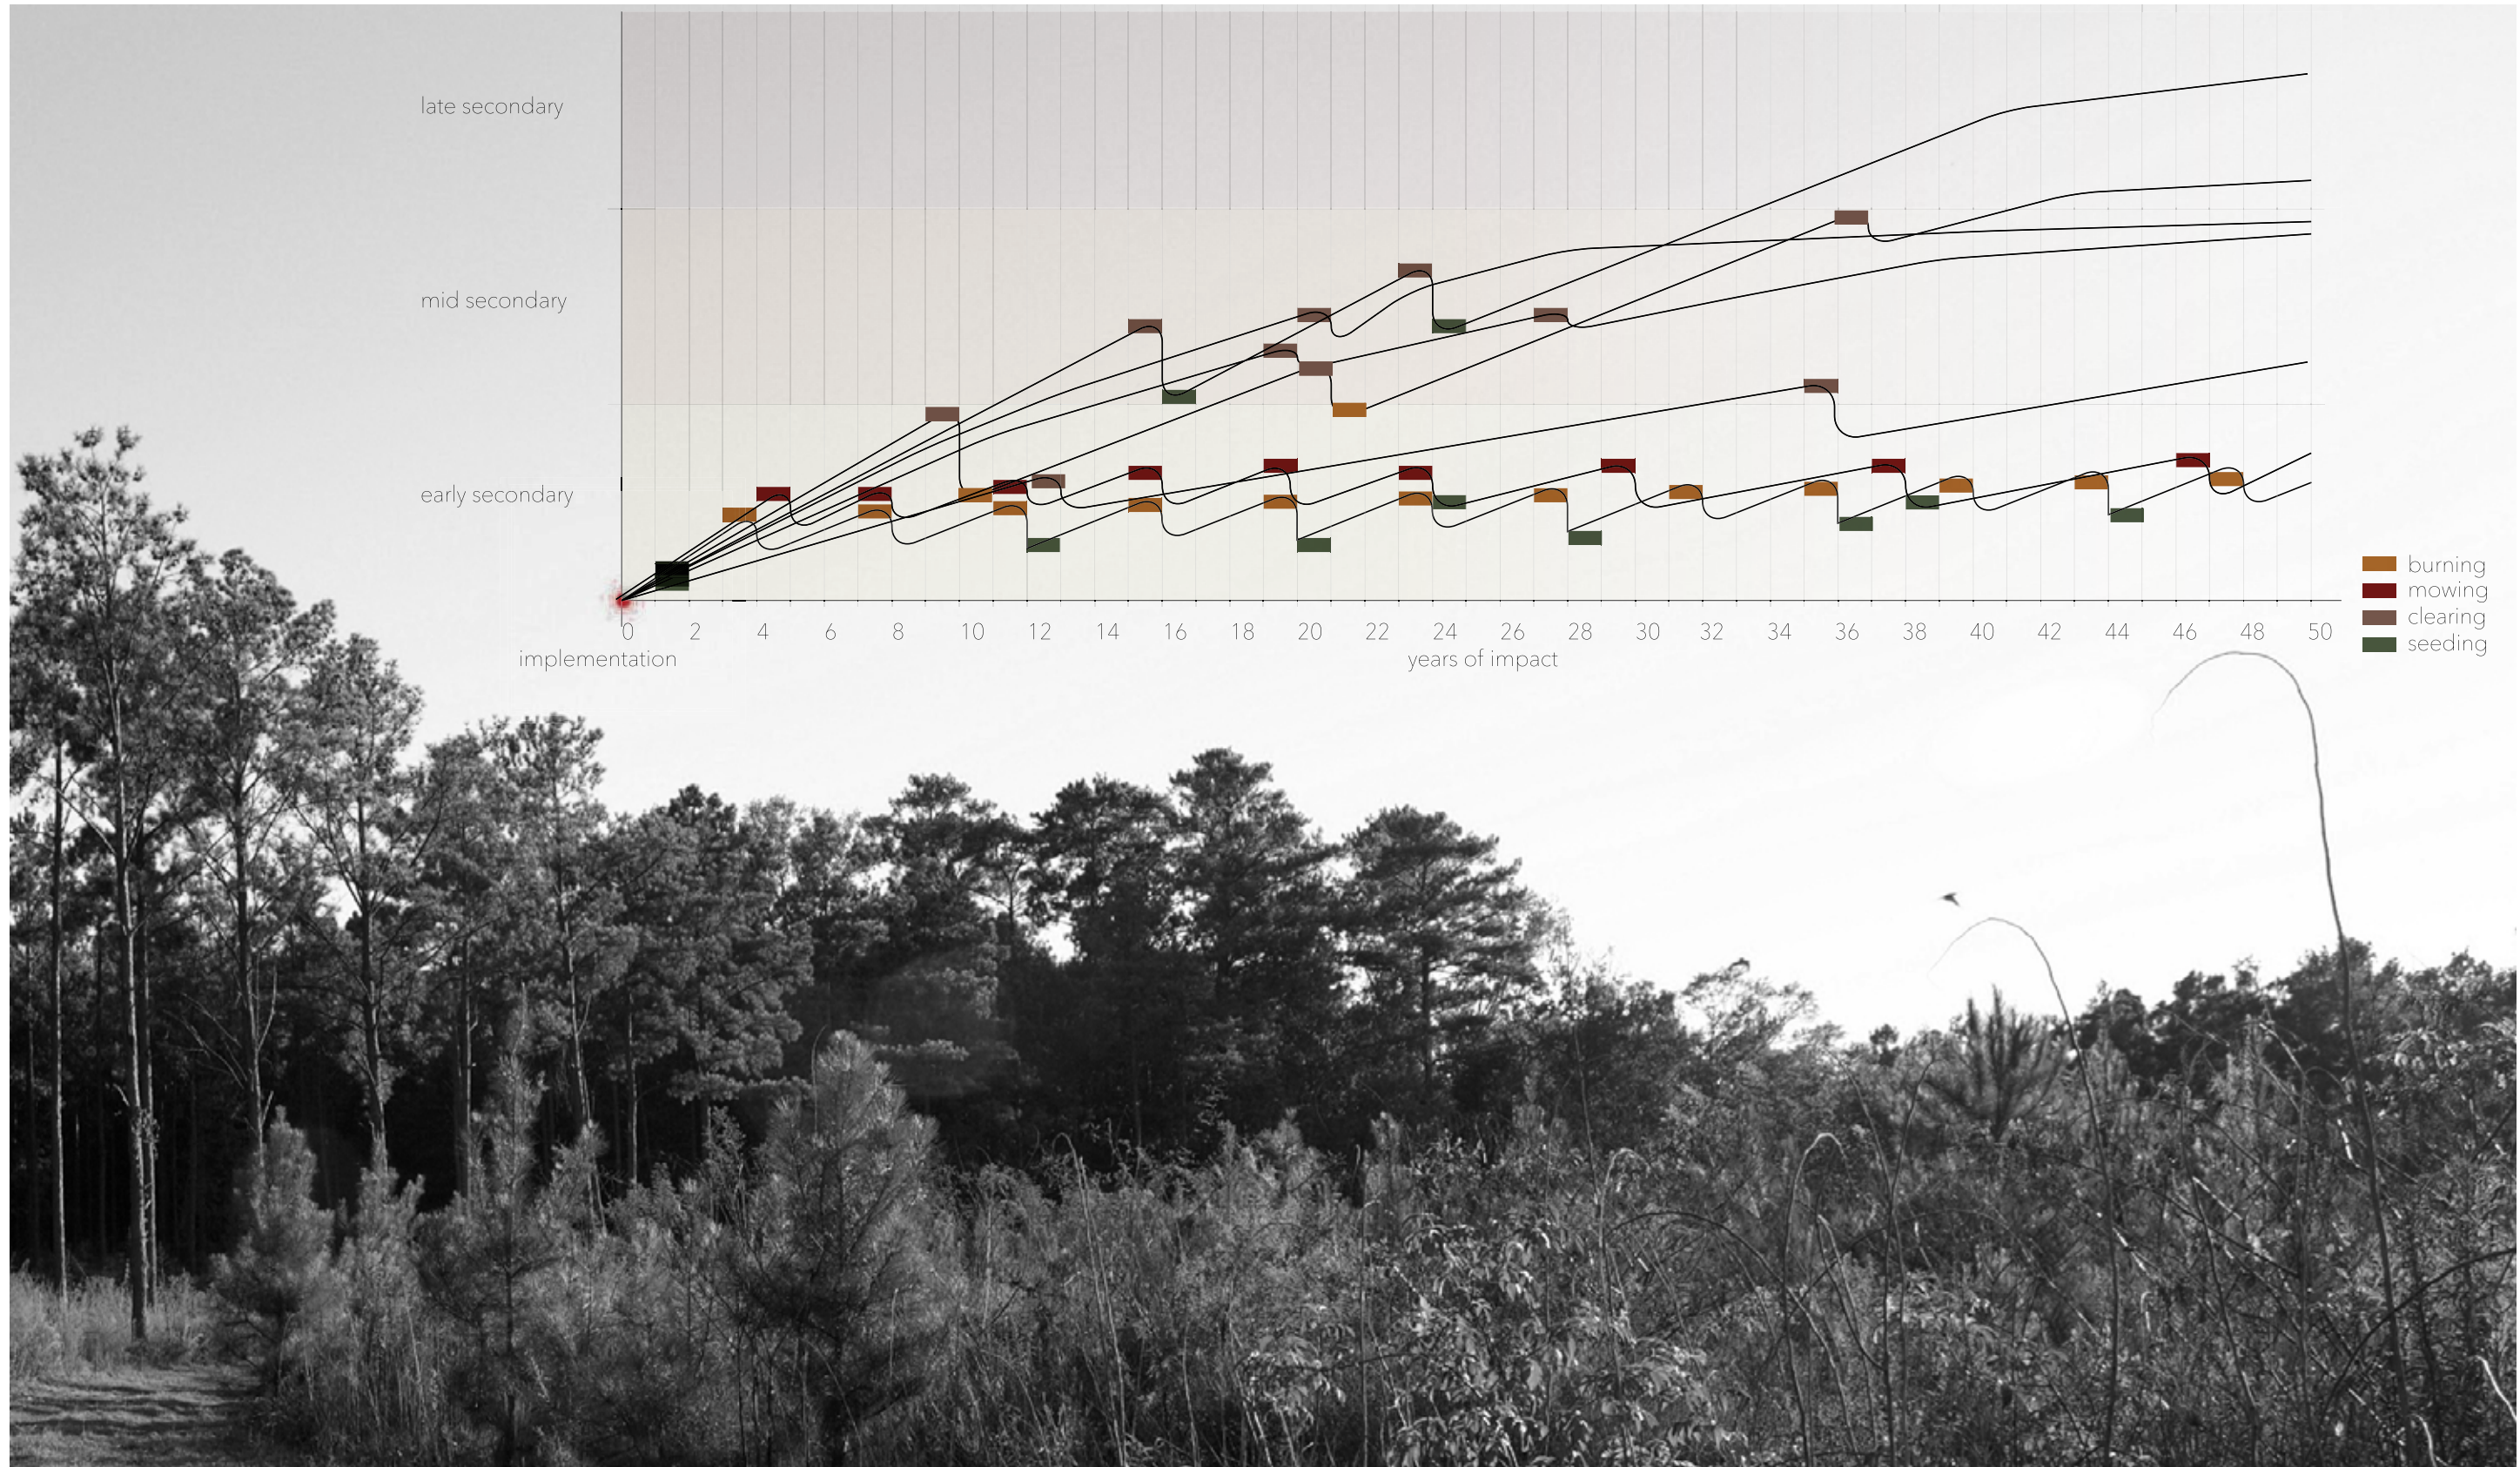 late secondary
mid secondary
early secondary
burning
mowing
clearing
seeding
0 2 4 6 8 10 12 14 16 18 20 22 24 26 28 30 32 34 36 38 40 42 44 46 48 50
implementation years of impact